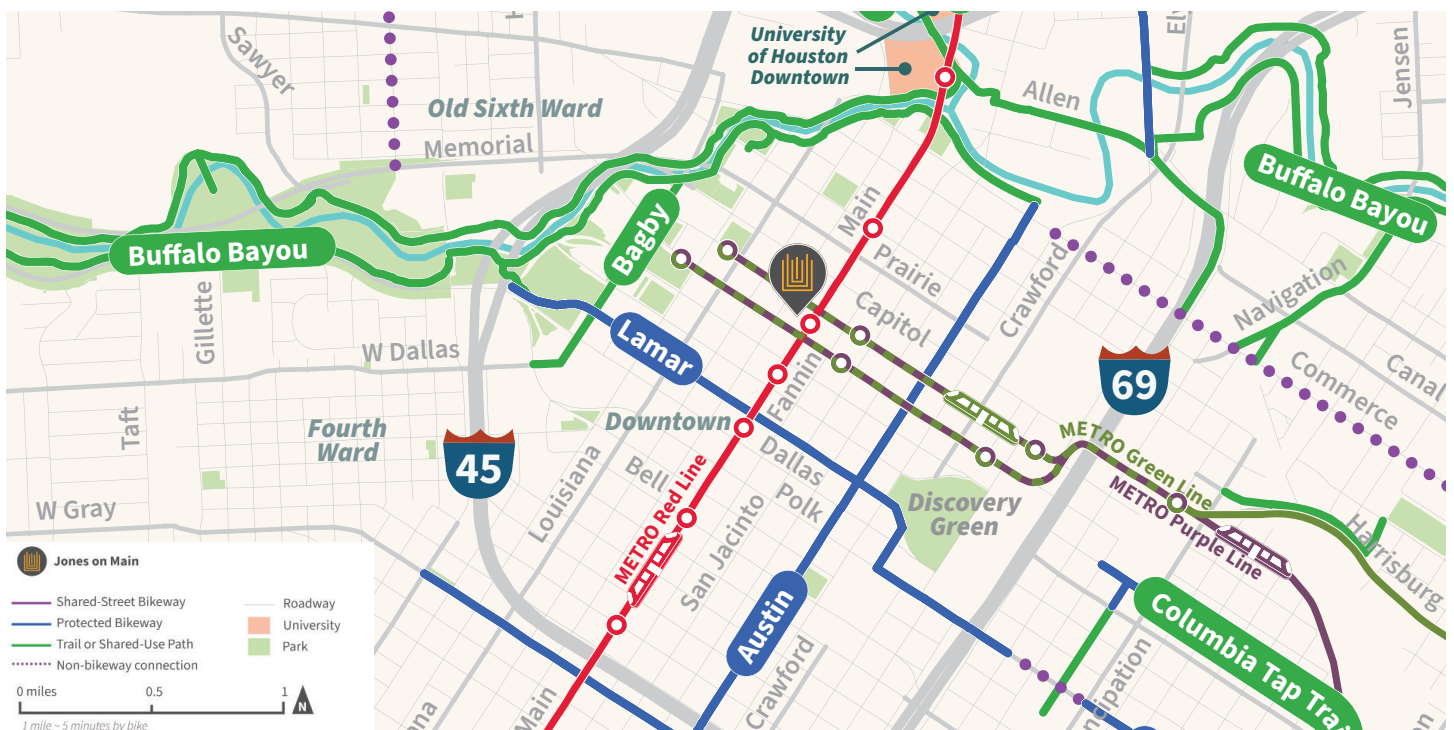 University
of Houston
Downtown
Sawyer
Old Sixth Ward
Memorial
Allen
Jensen
Buffalo Bayou
Buffalo Bayou
Bagby
Main
Prairie
Capitol
Crawford
Navigation
Gillette
W Dallas
Lamar
Fannin
69
Commerce
Canal
Taft
Fourth
Ward
45
Downtown
Louisiana
Bell
Dallas
Polk
METRO Red Line
San Jacinto
METRO Green Line
METRO Purple Line
Discovery
Green
Harrisburg
W Gray
Austin
Columbia Tap Trai
Crawford
Main
ncipation
ana
Jones on Main
Shared-Street Bikeway
Protected Bikeway
Trail or Shared-Use Path
Non-bikeway connection
Roadway
University
Park
0 miles
0.5
1
N
1 mile ~ 5 minutes by bike